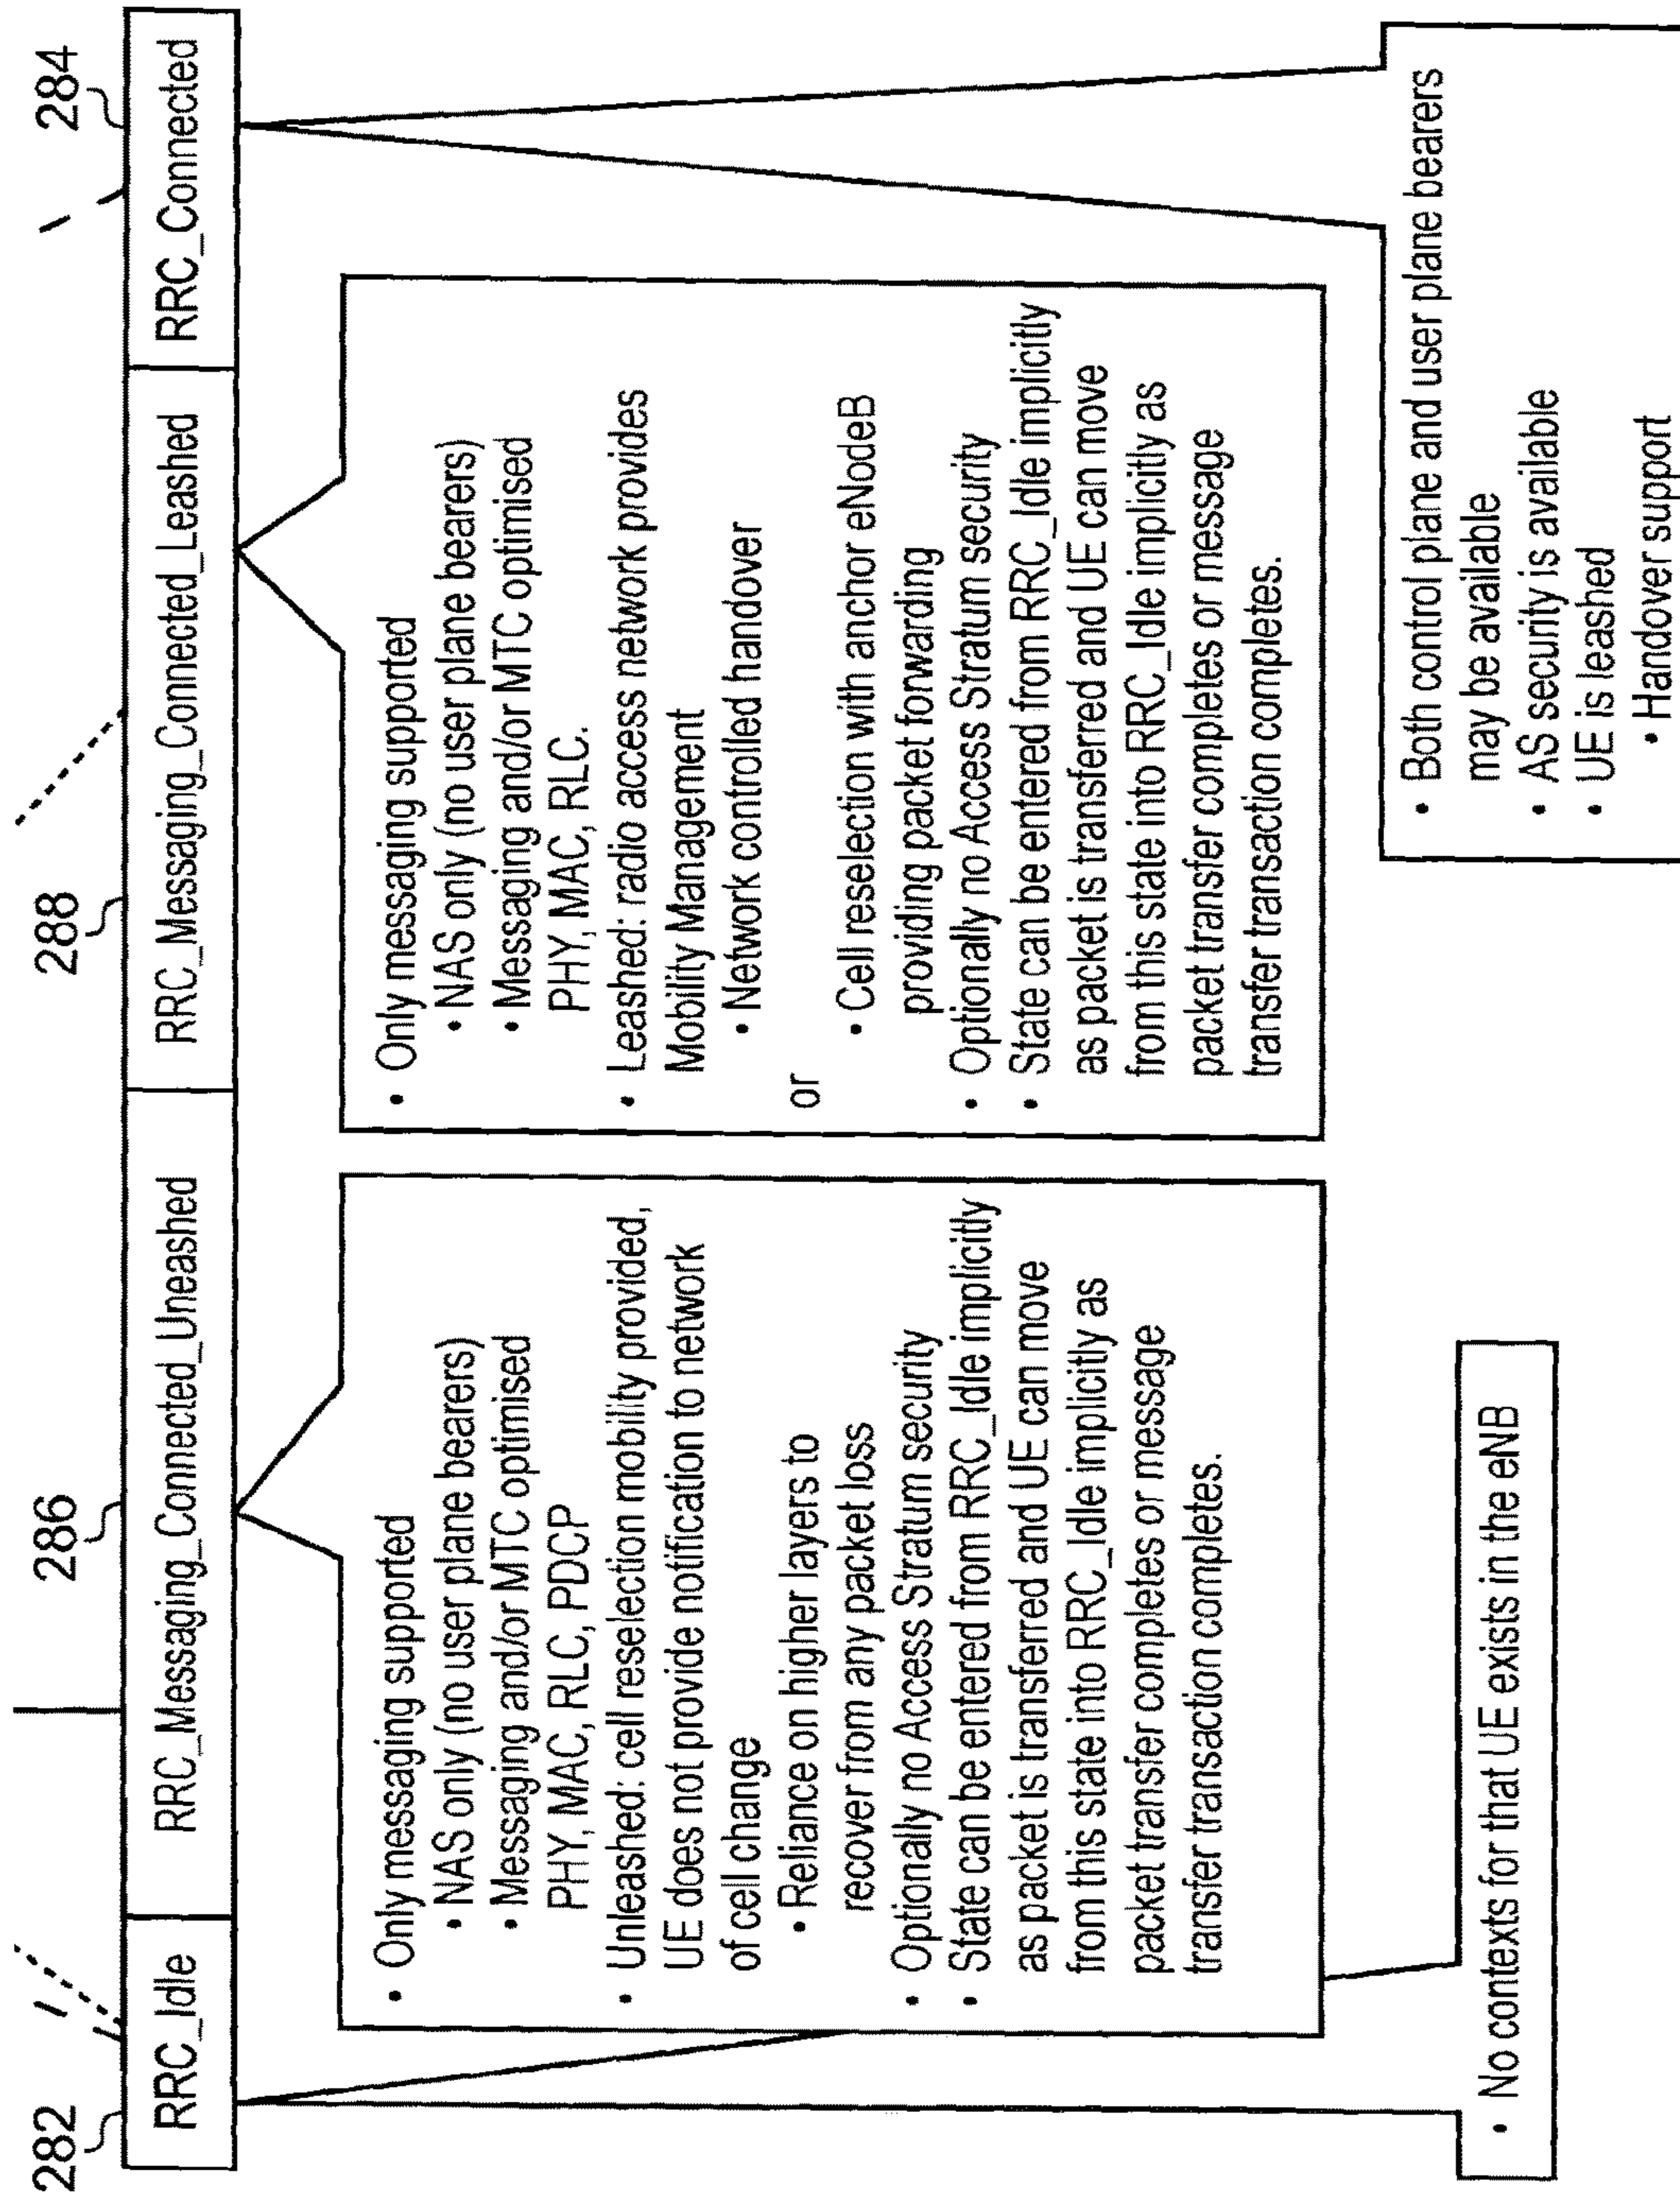 282
286
288
284
RRC_Idle
RRC_Messaging_Connected_Uneashed
RRC_Messaging_Connected_Leashed
RRC_Connected
• Only messaging supported
• NAS only (no user plane bearers)
• Messaging and/or MTC optimised
PHY, MAC, RLC, PDCP
• Unleashed: cell reselection mobility provided,
UE does not provide notification to network
of cell change
• Reliance on higher layers to
recover from any packet loss
• Optionally no Access Stratum security
• State can be entered from RRC_Idle implicitly
as packet is transferred and UE can move
from this state into RRC_Idle implicitly as
packet transfer completes or message
transfer transaction completes.
• Only messaging supported
• NAS only (no user plane bearers)
• Messaging and/or MTC optimised
PHY, MAC, RLC.
• Leashed: radio access network provides
Mobility Management
• Network controlled handover
or
• Cell reselection with anchor eNodeB
providing packet forwarding
• Optionally no Access Stratum security
• State can be entered from RRC_Idle implicitly
as packet is transferred and UE can move
from this state into RRC_Idle implicitly as
packet transfer completes or message
transfer transaction completes.
• No contexts for that UE exists in the eNB
• Both control plane and user plane bearers
may be available
• AS security is available
• UE is leashed
• Handover support